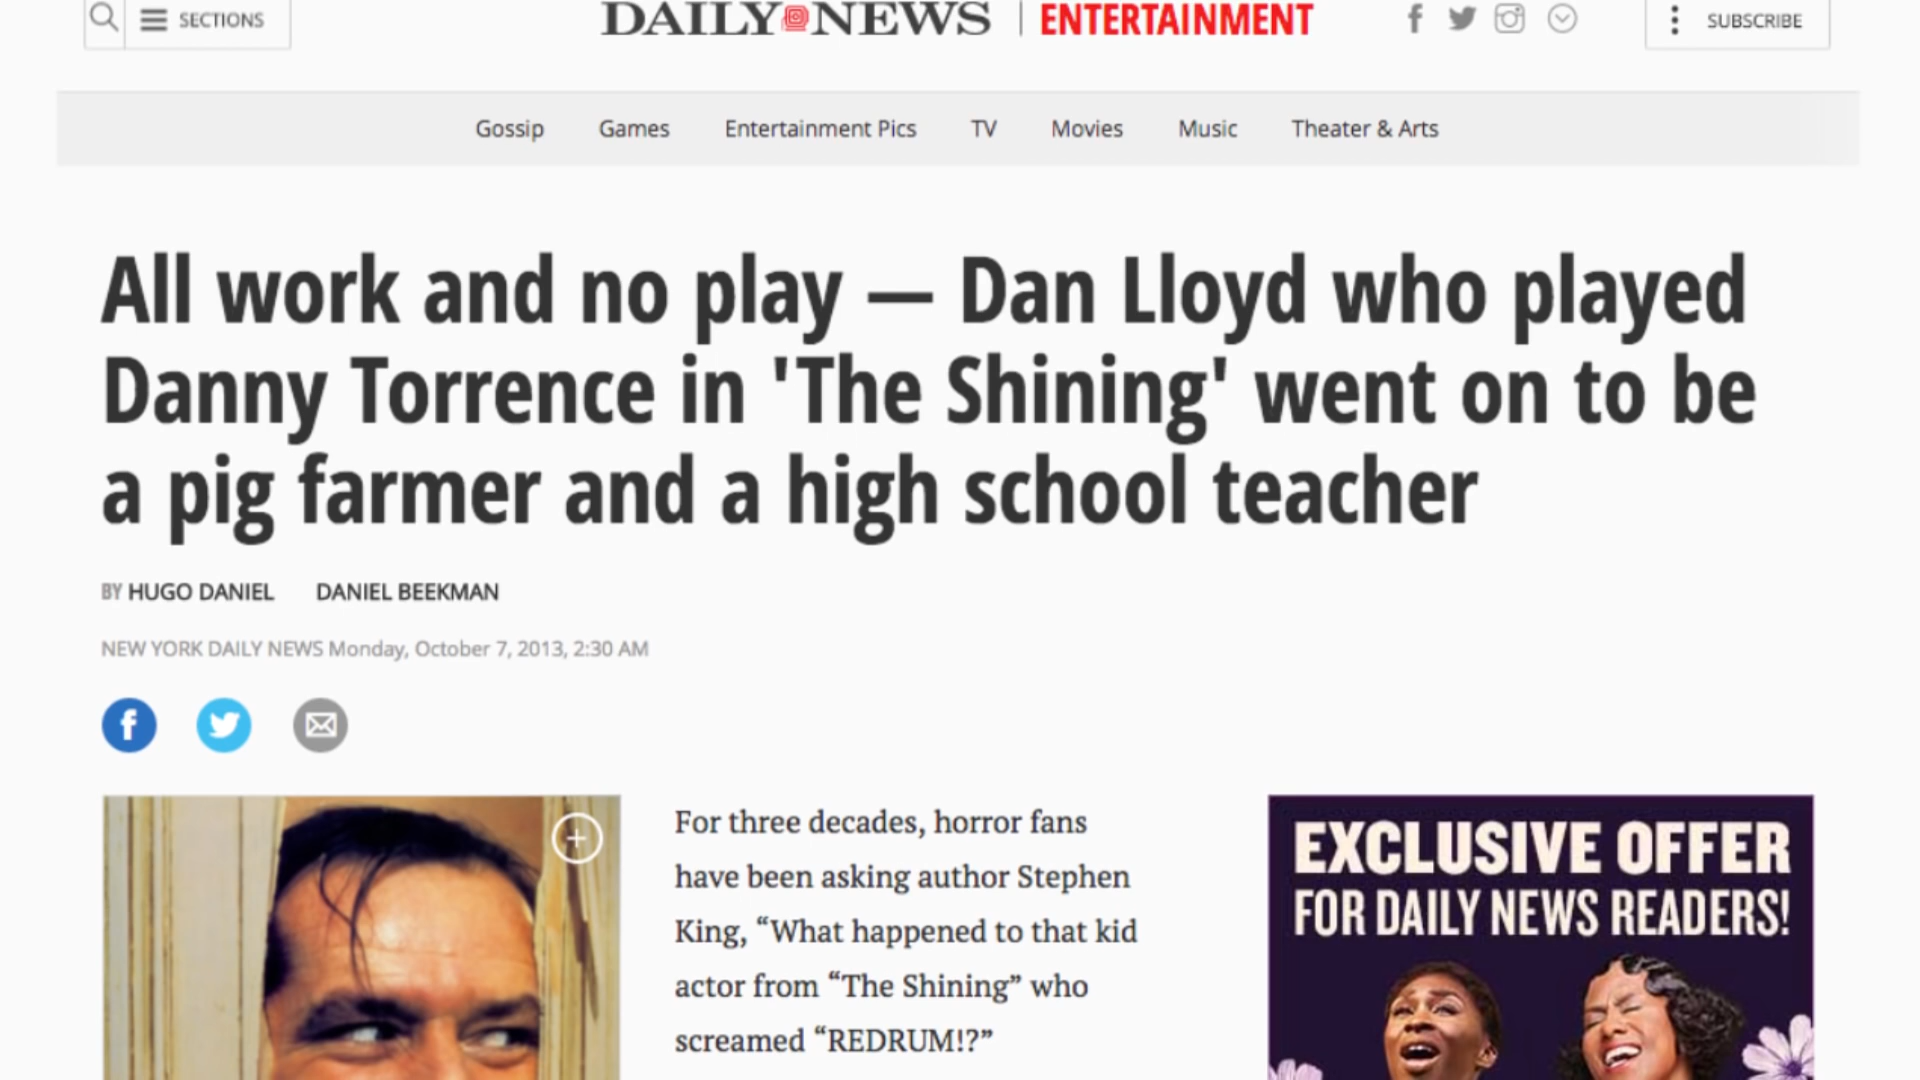 SECTIONS
DAILY NEWS | ENTERTAINMENT
SUBSCRIBE
Gossip Games Entertainment Pics TV Movies Music Theater & Arts
All work and no play — Dan Lloyd who played
Danny Torrence in 'The Shining' went on to be
a pig farmer and a high school teacher
BY HUGO DANIEL DANIEL BEEKMAN
NEW YORK DAILY NEWS Monday, October 7, 2013, 2:30 AM
For three decades, horror fans
have been asking author Stephen
King, “What happened to that kid
actor from “The Shining” who
screamed “REDRUM!?”
EXCLUSIVE OFFER
FOR DAILY NEWS READERS!